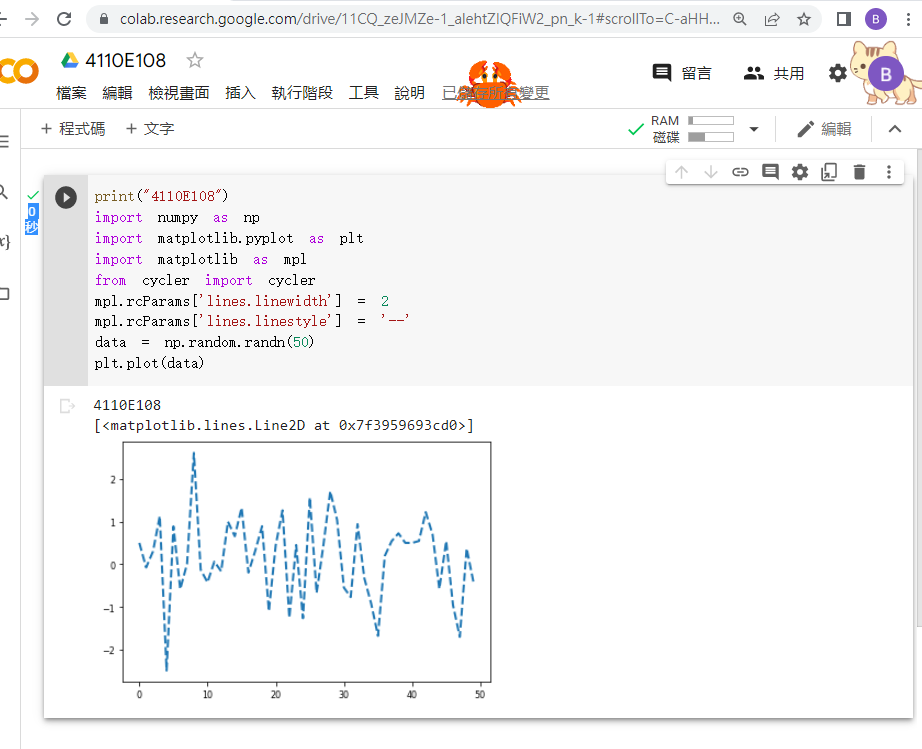 colab.research.google.com/drive/11CQ_zeJMZe-1_alehtZIQFiW2_pn_k-1#scrollTo=C-aHH...
B
4110E108
留言
共用
B
檔案 編輯 檢視畫面 插入 執行階段 工具 說明 已儲存所有變更
+ 程式碼 + 文字
RAM
磁碟
編輯
0
秒
print("4110E108")
import numpy as np
import matplotlib.pyplot as plt
import matplotlib as mpl
from cycler import cycler
mpl.rcParams['lines.linewidth'] = 2
mpl.rcParams['lines.linestyle'] = '--'
data = np.random.randn(50)
plt.plot(data)
4110E108
[<matplotlib.lines.Line2D at 0x7f3959693cd0>]
2
1
0
−1
−2
0 10 20 30 40 50